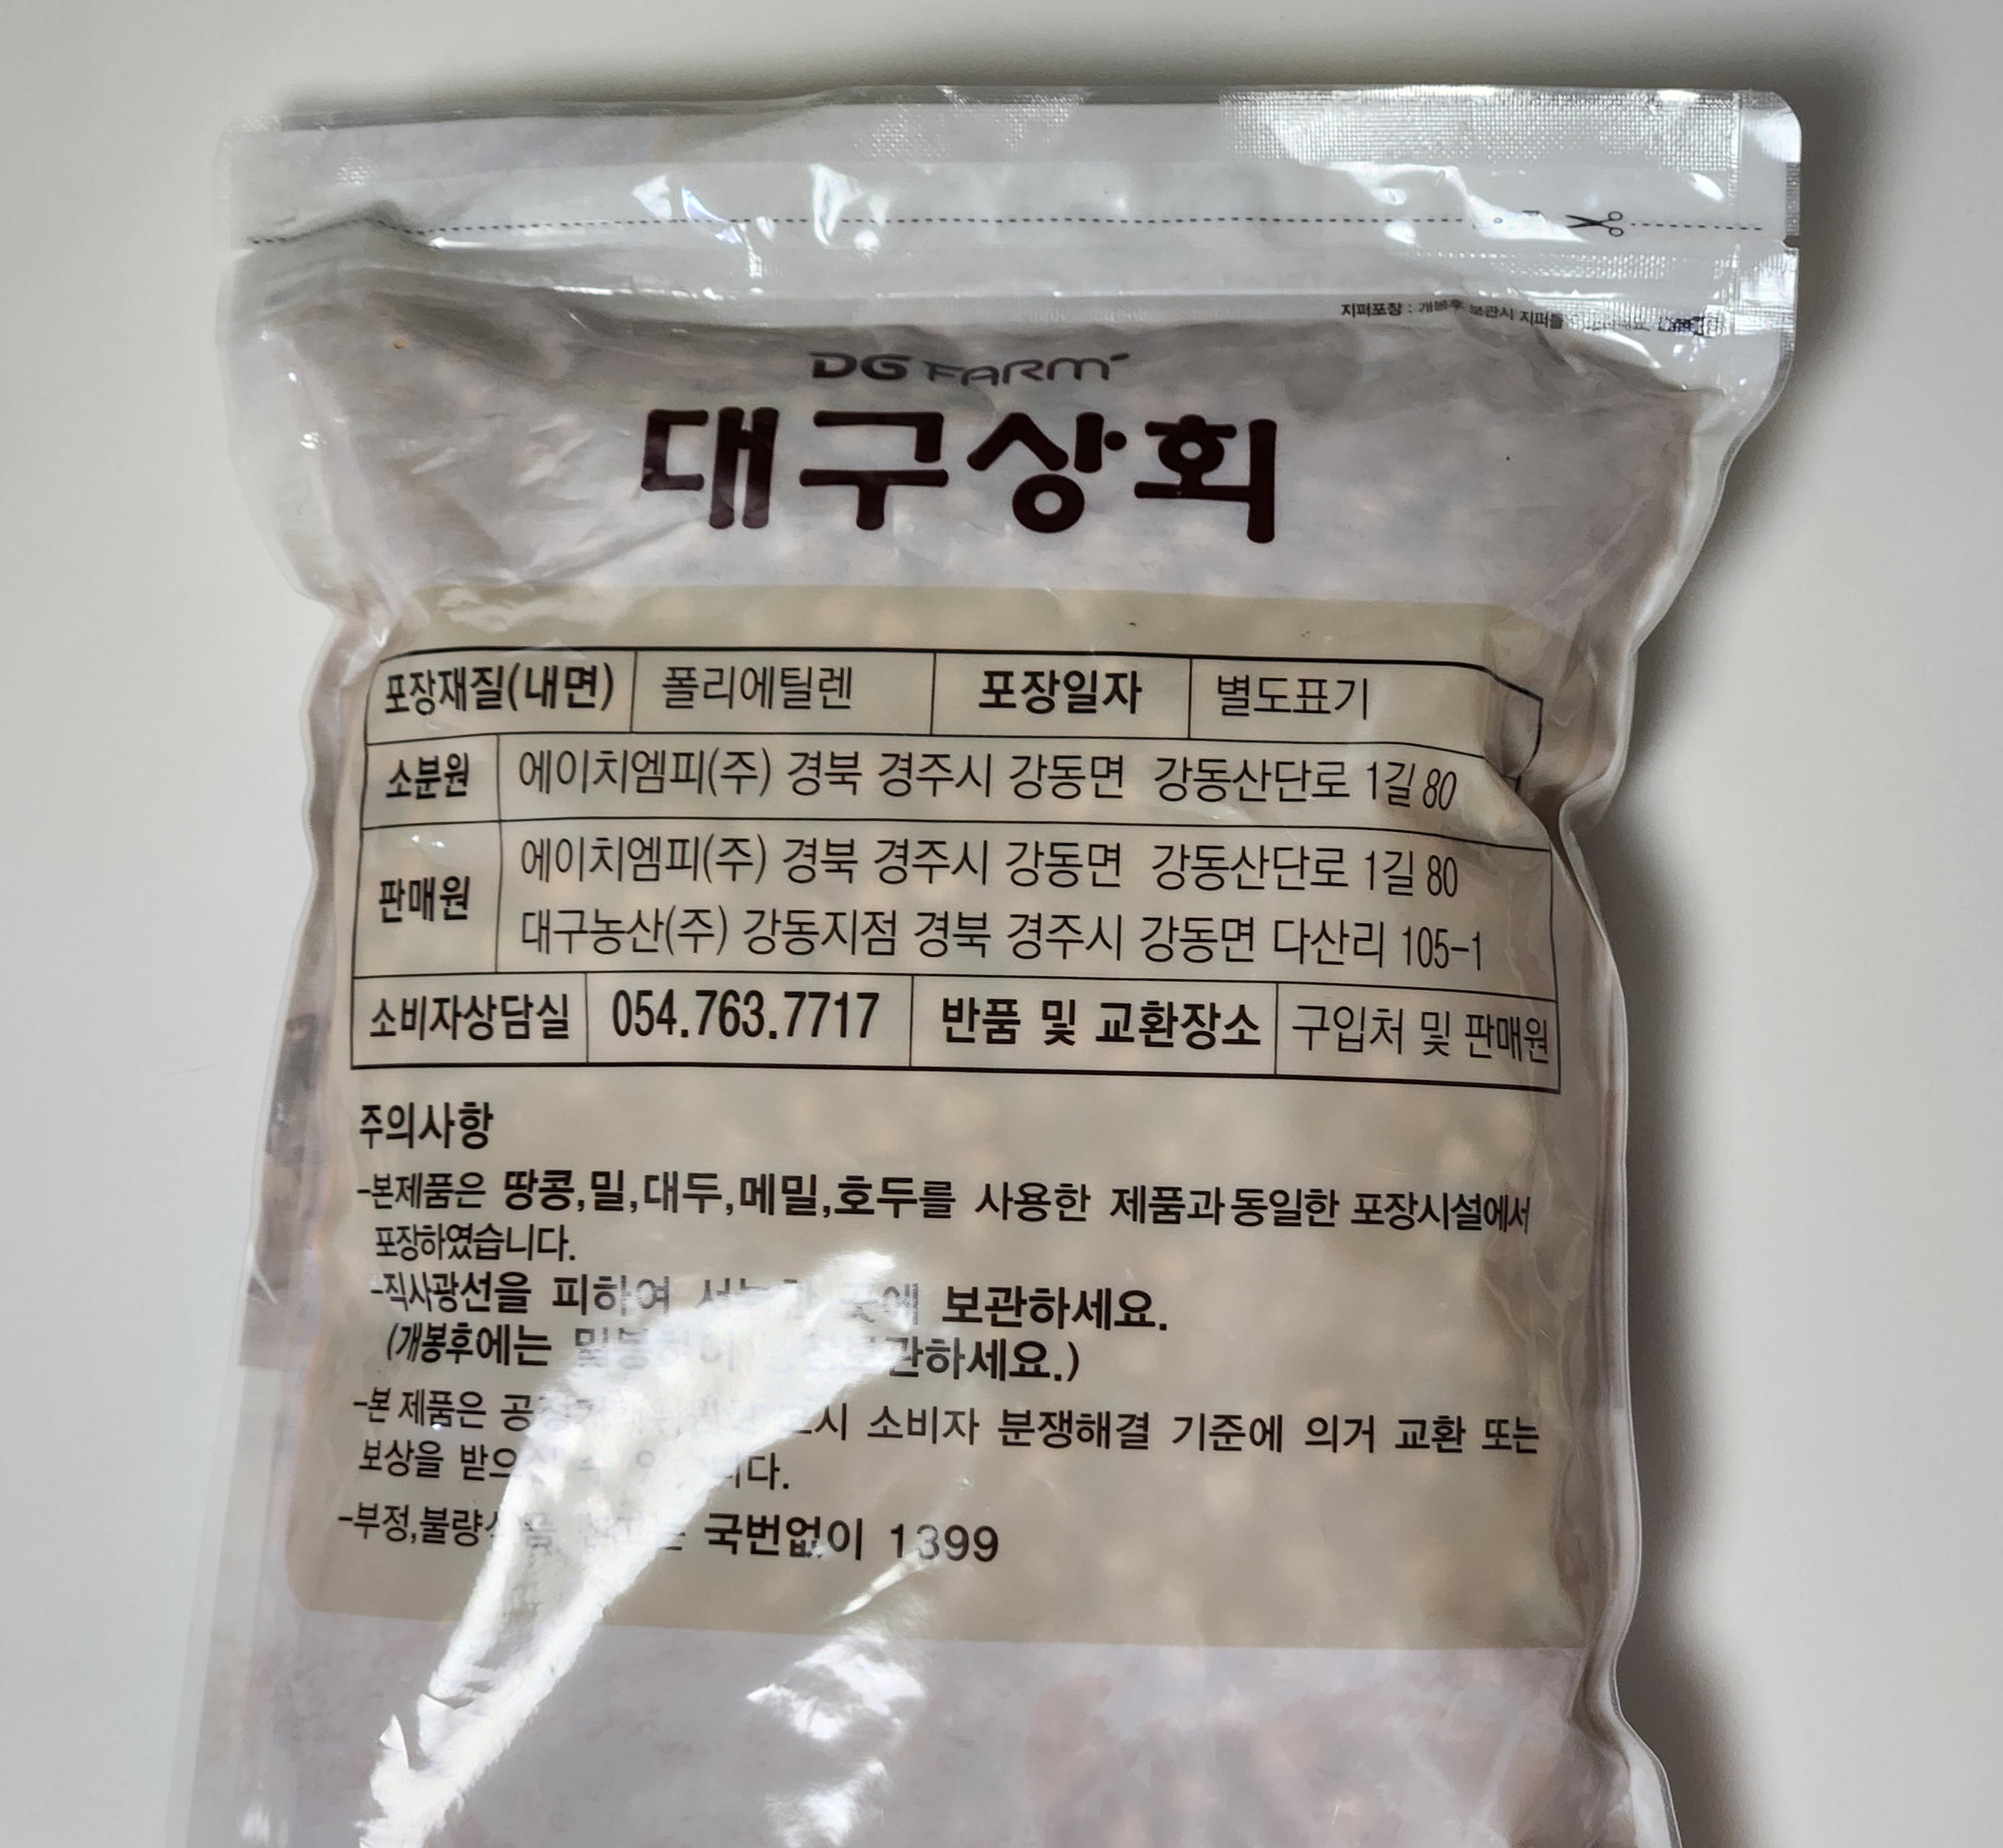 지퍼포장 : 개봉후 보관시 지퍼를
DG FARM
대구상회
포장재질(내면) 폴리에틸렌 포장일자 별도표기
소분원 에이치엠피(주) 경북 경주시 강동면 강동산단로 1길 80
판매원 에이치엠피(주) 경북 경주시 강동면 강동산단로 1길 80
대구농산(주) 강동지점 경북 경주시 강동면 다산리 105-1
소비자상담실 054.763.7717 반품 및 교환장소 구입처 및 판매원
주의사항
-본제품은 땅콩,밀,대두,메밀,호두를 사용한 제품과 동일한 포장시설에서
포장하였습니다.
-직사광선을 피하여 곳에 보관하세요.
(개봉후에는
-본 제품은 소비자 분쟁해결 기준에 의거 교환 또는
보상을
국번없이 1399